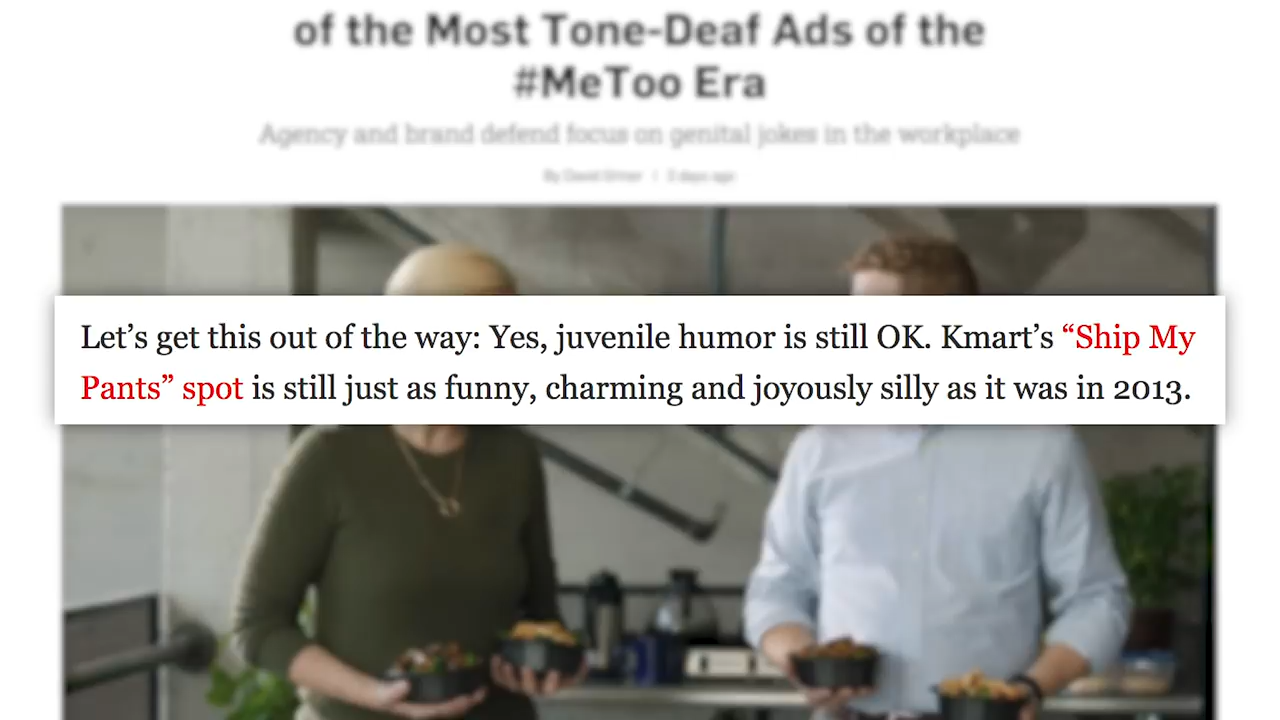 of the Most Tone-Deaf Ads of the
#MeToo Era
Agency and brand defend focus on genital jokes in the workplace
Let’s get this out of the way: Yes, juvenile humor is still OK. Kmart’s “Ship My
Pants” spot is still just as funny, charming and joyously silly as it was in 2013.